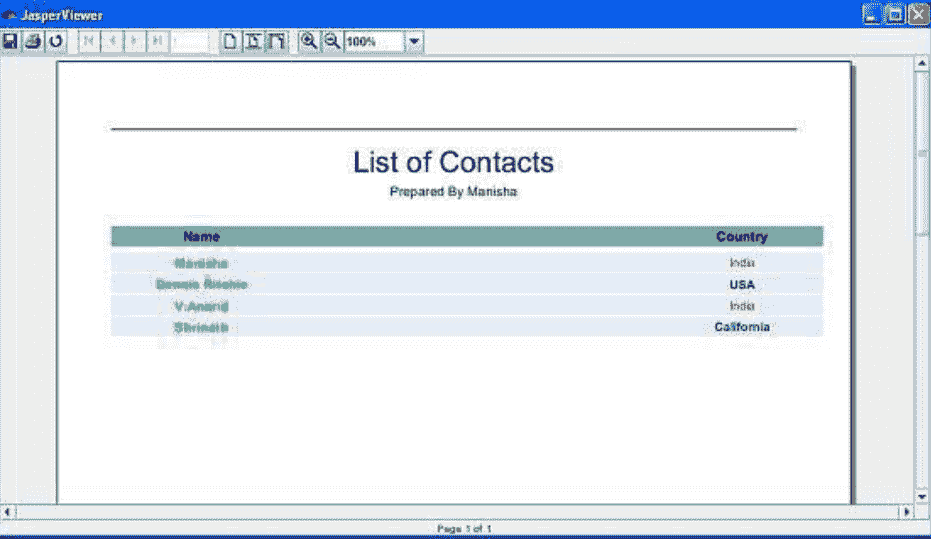 JasperViewer
100%
List of Contacts
Prepared By Manisha
Name Country
Manisha India
Dennis Ritchie USA
V.Anand India
Shrinath California
Page 1 of 1